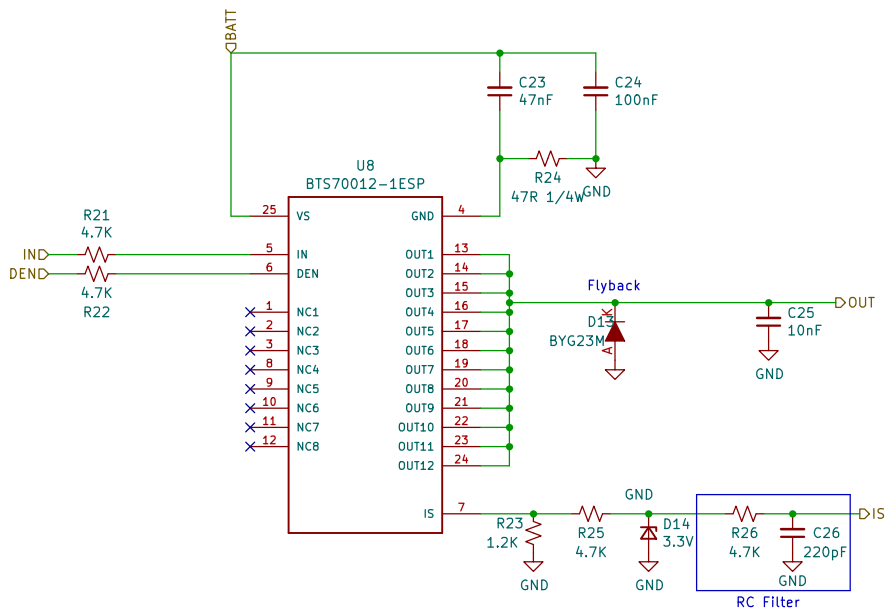 BATT
C23
47nF
C24
100nF
U8
BTS70012-1ESP
R24
47R 1/4W
GND
25
VS
GND
4
R21
4.7K
IN
5
IN
OUT1
13
DEN
6
DEN
OUT2
14
4.7K
R22
OUT3
15
1
NC1
OUT4
16
2
NC2
OUT5
17
3
NC3
OUT6
18
8
NC4
OUT7
19
9
NC5
OUT8
20
10
NC6
OUT9
21
11
NC7
OUT10
22
12
NC8
OUT11
23
OUT12
24
Flyback
K
D13
BYG23M
A
OUT
C25
10nF
GND
IS
7
R23
1.2K
GND
R25
4.7K
GND
D14
3.3V
GND
R26
4.7K
C26
220pF
GND
IS
RC Filter